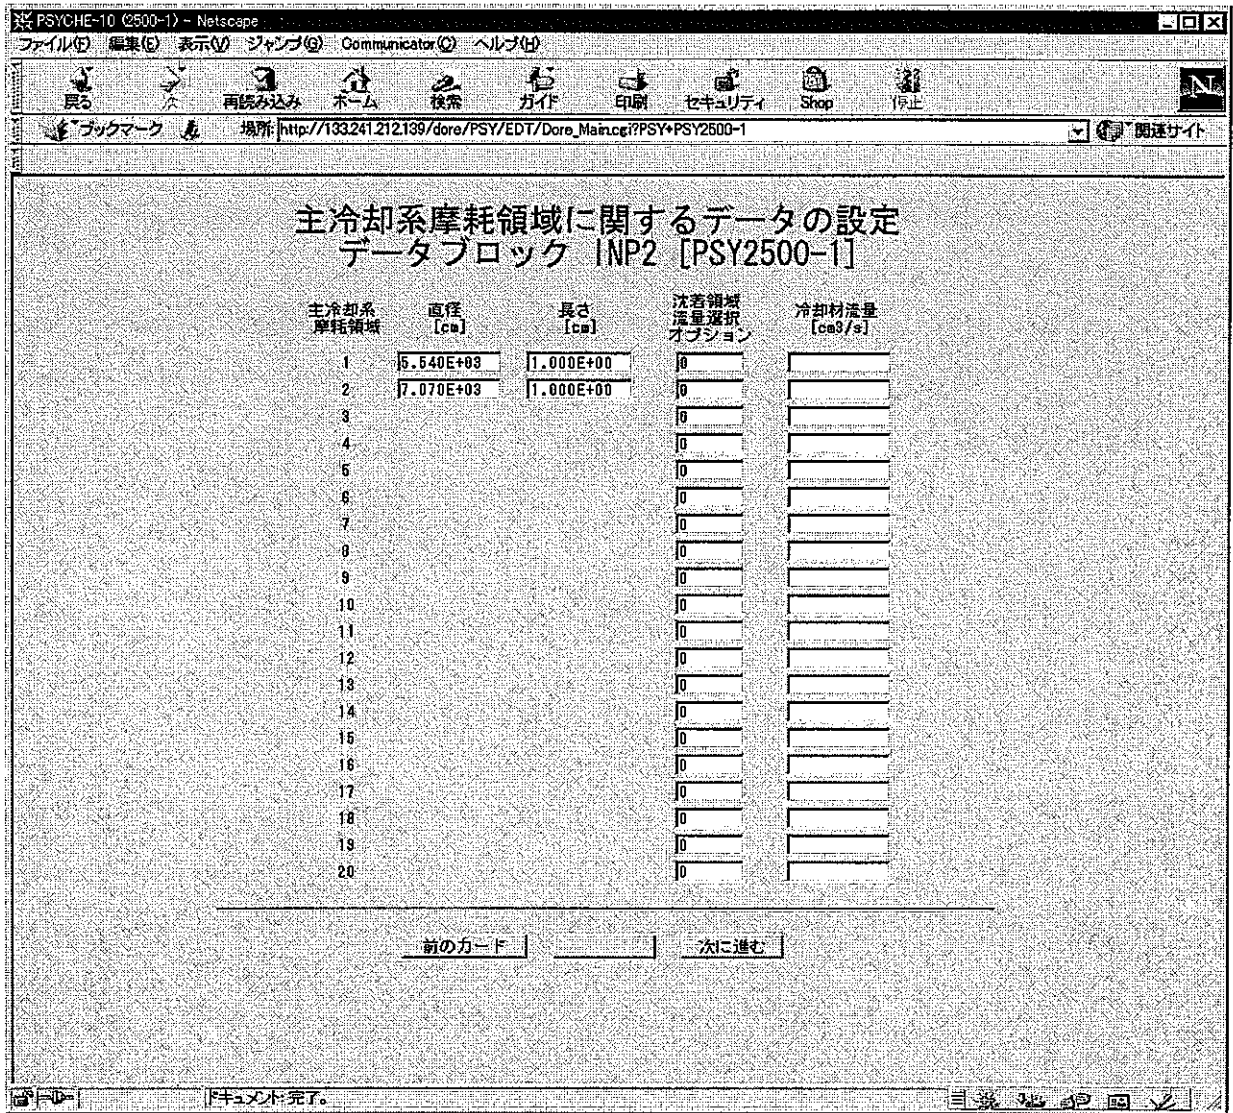 PSYCHE-10 (2500-1) - Netscape
ファイル(F) 編集(E) 表示(V) ジャンプ(G) Communicator(C) ヘルプ(H)
戻る 次 再読み込み ホーム 検索 ガイド 印刷 セキュリティ Shop 停止 N
ブックマーク 場所: http://133.241.212.139/dore/PSY/EDT/Dore_Main.cgi?PSY+PSY2500-1 関連サイト
主冷却系摩耗領域に関するデータの設定
データブロック INP2 [PSY2500-1]
主冷却系 摩耗領域 直径 [cm] 長さ [cm] 沈着領域 流量選択 オプション 冷却材流量 [cm3/s]
1 5.540E+03 1.000E+00 0
2 7.070E+03 1.000E+00 0
3 0
4 0
5 0
6 0
7 0
8 0
9 0
10 0
11 0
12 0
13 0
14 0
15 0
16 0
17 0
18 0
19 0
20 0
前のカード 次に進む
ドキュメント: 完了。